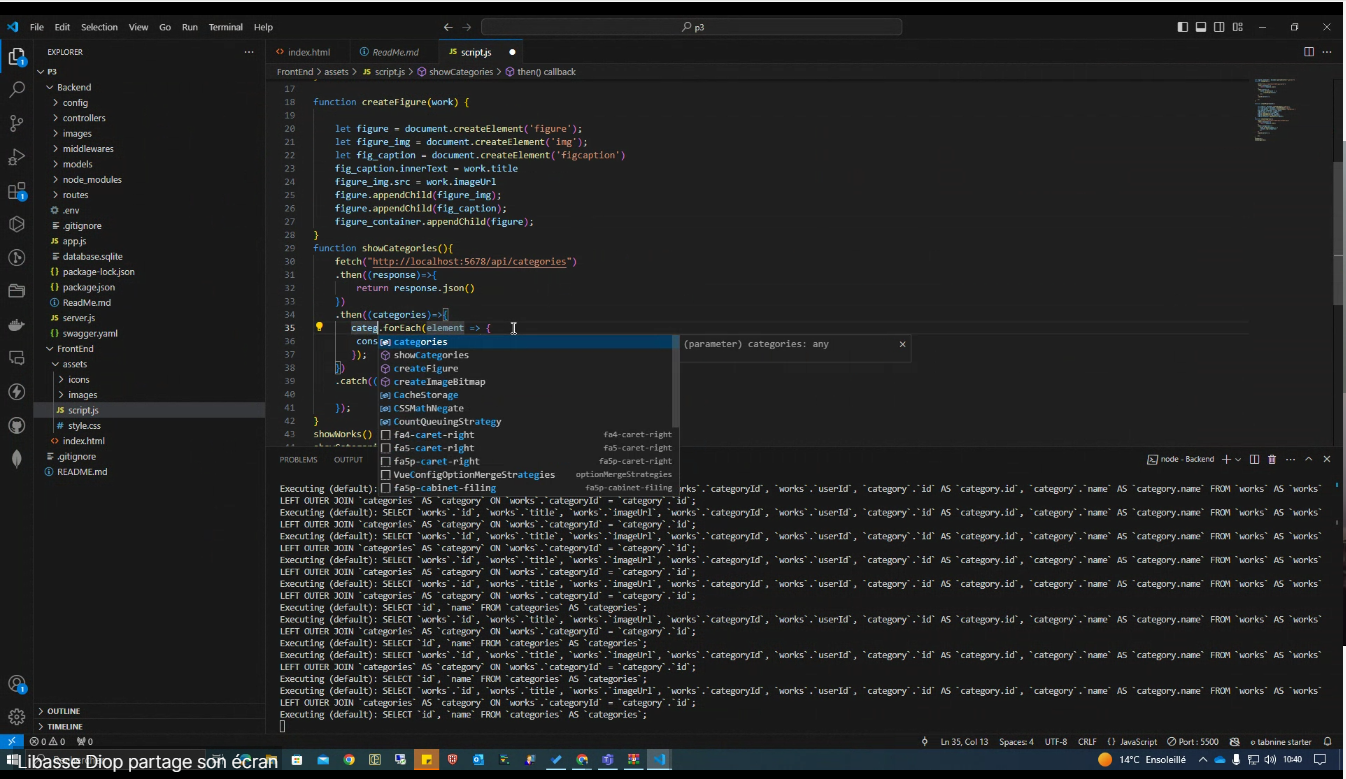 File Edit Selection View Go Run Terminal Help
p3
EXPLORER
index.html
ReadMe.md
JS script.js
FrontEnd > assets > JS script.js > showCategories > then() callback
P3
Backend
config
controllers
images
middlewares
models
node_modules
routes
.env
.gitignore
JS app.js
database.sqlite
{} package-lock.json
{} package.json
ReadMe.md
JS server.js
swagger.yaml
FrontEnd
assets
icons
images
JS script.js
# style.css
<> index.html
.gitignore
README.md
OUTLINE
TIMELINE
17
18 function createFigure(work) {
19
20 let figure = document.createElement('figure');
21 let figure_img = document.createElement('img');
22 let fig_caption = document.createElement('figcaption')
23 fig_caption.innerText = work.title
24 figure_img.src = work.imageUrl
25 figure.appendChild(figure_img);
26 figure.appendChild(fig_caption);
27 figure_container.appendChild(figure);
28 }
29 function showCategories(){
30 fetch("http://localhost:5678/api/categories")
31 .then((response)=>{
32 return response.json()
33 })
34 .then((categories)=>{
35 categ.forEach(element => {
36 cons
37 });
38 })
39 .catch((
40
41 });
42 }
43 showWorks()
categories
showCategories
createFigure
createImageBitmap
CacheStorage
CSSMathNegate
CountQueuingStrategy
fa4-caret-right fa4-caret-right
fa5-caret-right fa5-caret-right
fa5p-caret-right fa5p-caret-right
VueConfigOptionMergeStrategies optionMergeStrategies
fa5p-cabinet-filing fa5p-cabinet-filing
(parameter) categories: any
PROBLEMS OUTPUT
node - Backend
Executing (default): SELECT `works`.`id`, `works`.`title`, `works`.`imageUrl`, `works`.`categoryId`, `works`.`userId`, `category`.`id` AS `category.id`, `category`.`name` AS `category.name` FROM `works` AS `works`
LEFT OUTER JOIN `categories` AS `category` ON `works`.`categoryId` = `category`.`id`;
Executing (default): SELECT `works`.`id`, `works`.`title`, `works`.`imageUrl`, `works`.`categoryId`, `works`.`userId`, `category`.`id` AS `category.id`, `category`.`name` AS `category.name` FROM `works` AS `works`
LEFT OUTER JOIN `categories` AS `category` ON `works`.`categoryId` = `category`.`id`;
Executing (default): SELECT `works`.`id`, `works`.`title`, `works`.`imageUrl`, `works`.`categoryId`, `works`.`userId`, `category`.`id` AS `category.id`, `category`.`name` AS `category.name` FROM `works` AS `works`
LEFT OUTER JOIN `categories` AS `category` ON `works`.`categoryId` = `category`.`id`;
Executing (default): SELECT `works`.`id`, `works`.`title`, `works`.`imageUrl`, `works`.`categoryId`, `works`.`userId`, `category`.`id` AS `category.id`, `category`.`name` AS `category.name` FROM `works` AS `works`
LEFT OUTER JOIN `categories` AS `category` ON `works`.`categoryId` = `category`.`id`;
Executing (default): SELECT `works`.`id`, `works`.`title`, `works`.`imageUrl`, `works`.`categoryId`, `works`.`userId`, `category`.`id` AS `category.id`, `category`.`name` AS `category.name` FROM `works` AS `works`
LEFT OUTER JOIN `categories` AS `category` ON `works`.`categoryId` = `category`.`id`;
Executing (default): SELECT `id`, `name` FROM `categories` AS `categories`;
Executing (default): SELECT `works`.`id`, `works`.`title`, `works`.`imageUrl`, `works`.`categoryId`, `works`.`userId`, `category`.`id` AS `category.id`, `category`.`name` AS `category.name` FROM `works` AS `works`
LEFT OUTER JOIN `categories` AS `category` ON `works`.`categoryId` = `category`.`id`;
Executing (default): SELECT `id`, `name` FROM `categories` AS `categories`;
Executing (default): SELECT `works`.`id`, `works`.`title`, `works`.`imageUrl`, `works`.`categoryId`, `works`.`userId`, `category`.`id` AS `category.id`, `category`.`name` AS `category.name` FROM `works` AS `works`
LEFT OUTER JOIN `categories` AS `category` ON `works`.`categoryId` = `category`.`id`;
Executing (default): SELECT `id`, `name` FROM `categories` AS `categories`;
Executing (default): SELECT `works`.`id`, `works`.`title`, `works`.`imageUrl`, `works`.`categoryId`, `works`.`userId`, `category`.`id` AS `category.id`, `category`.`name` AS `category.name` FROM `works` AS `works`
LEFT OUTER JOIN `categories` AS `category` ON `works`.`categoryId` = `category`.`id`;
Executing (default): SELECT `id`, `name` FROM `categories` AS `categories`;
0 0 0 Ln 35, Col 13 Spaces: 4 UTF-8 CRLF {} JavaScript Port : 5500 tabnine starter
Libasse Diop partage son écran
14°C Ensoleillé 10:40